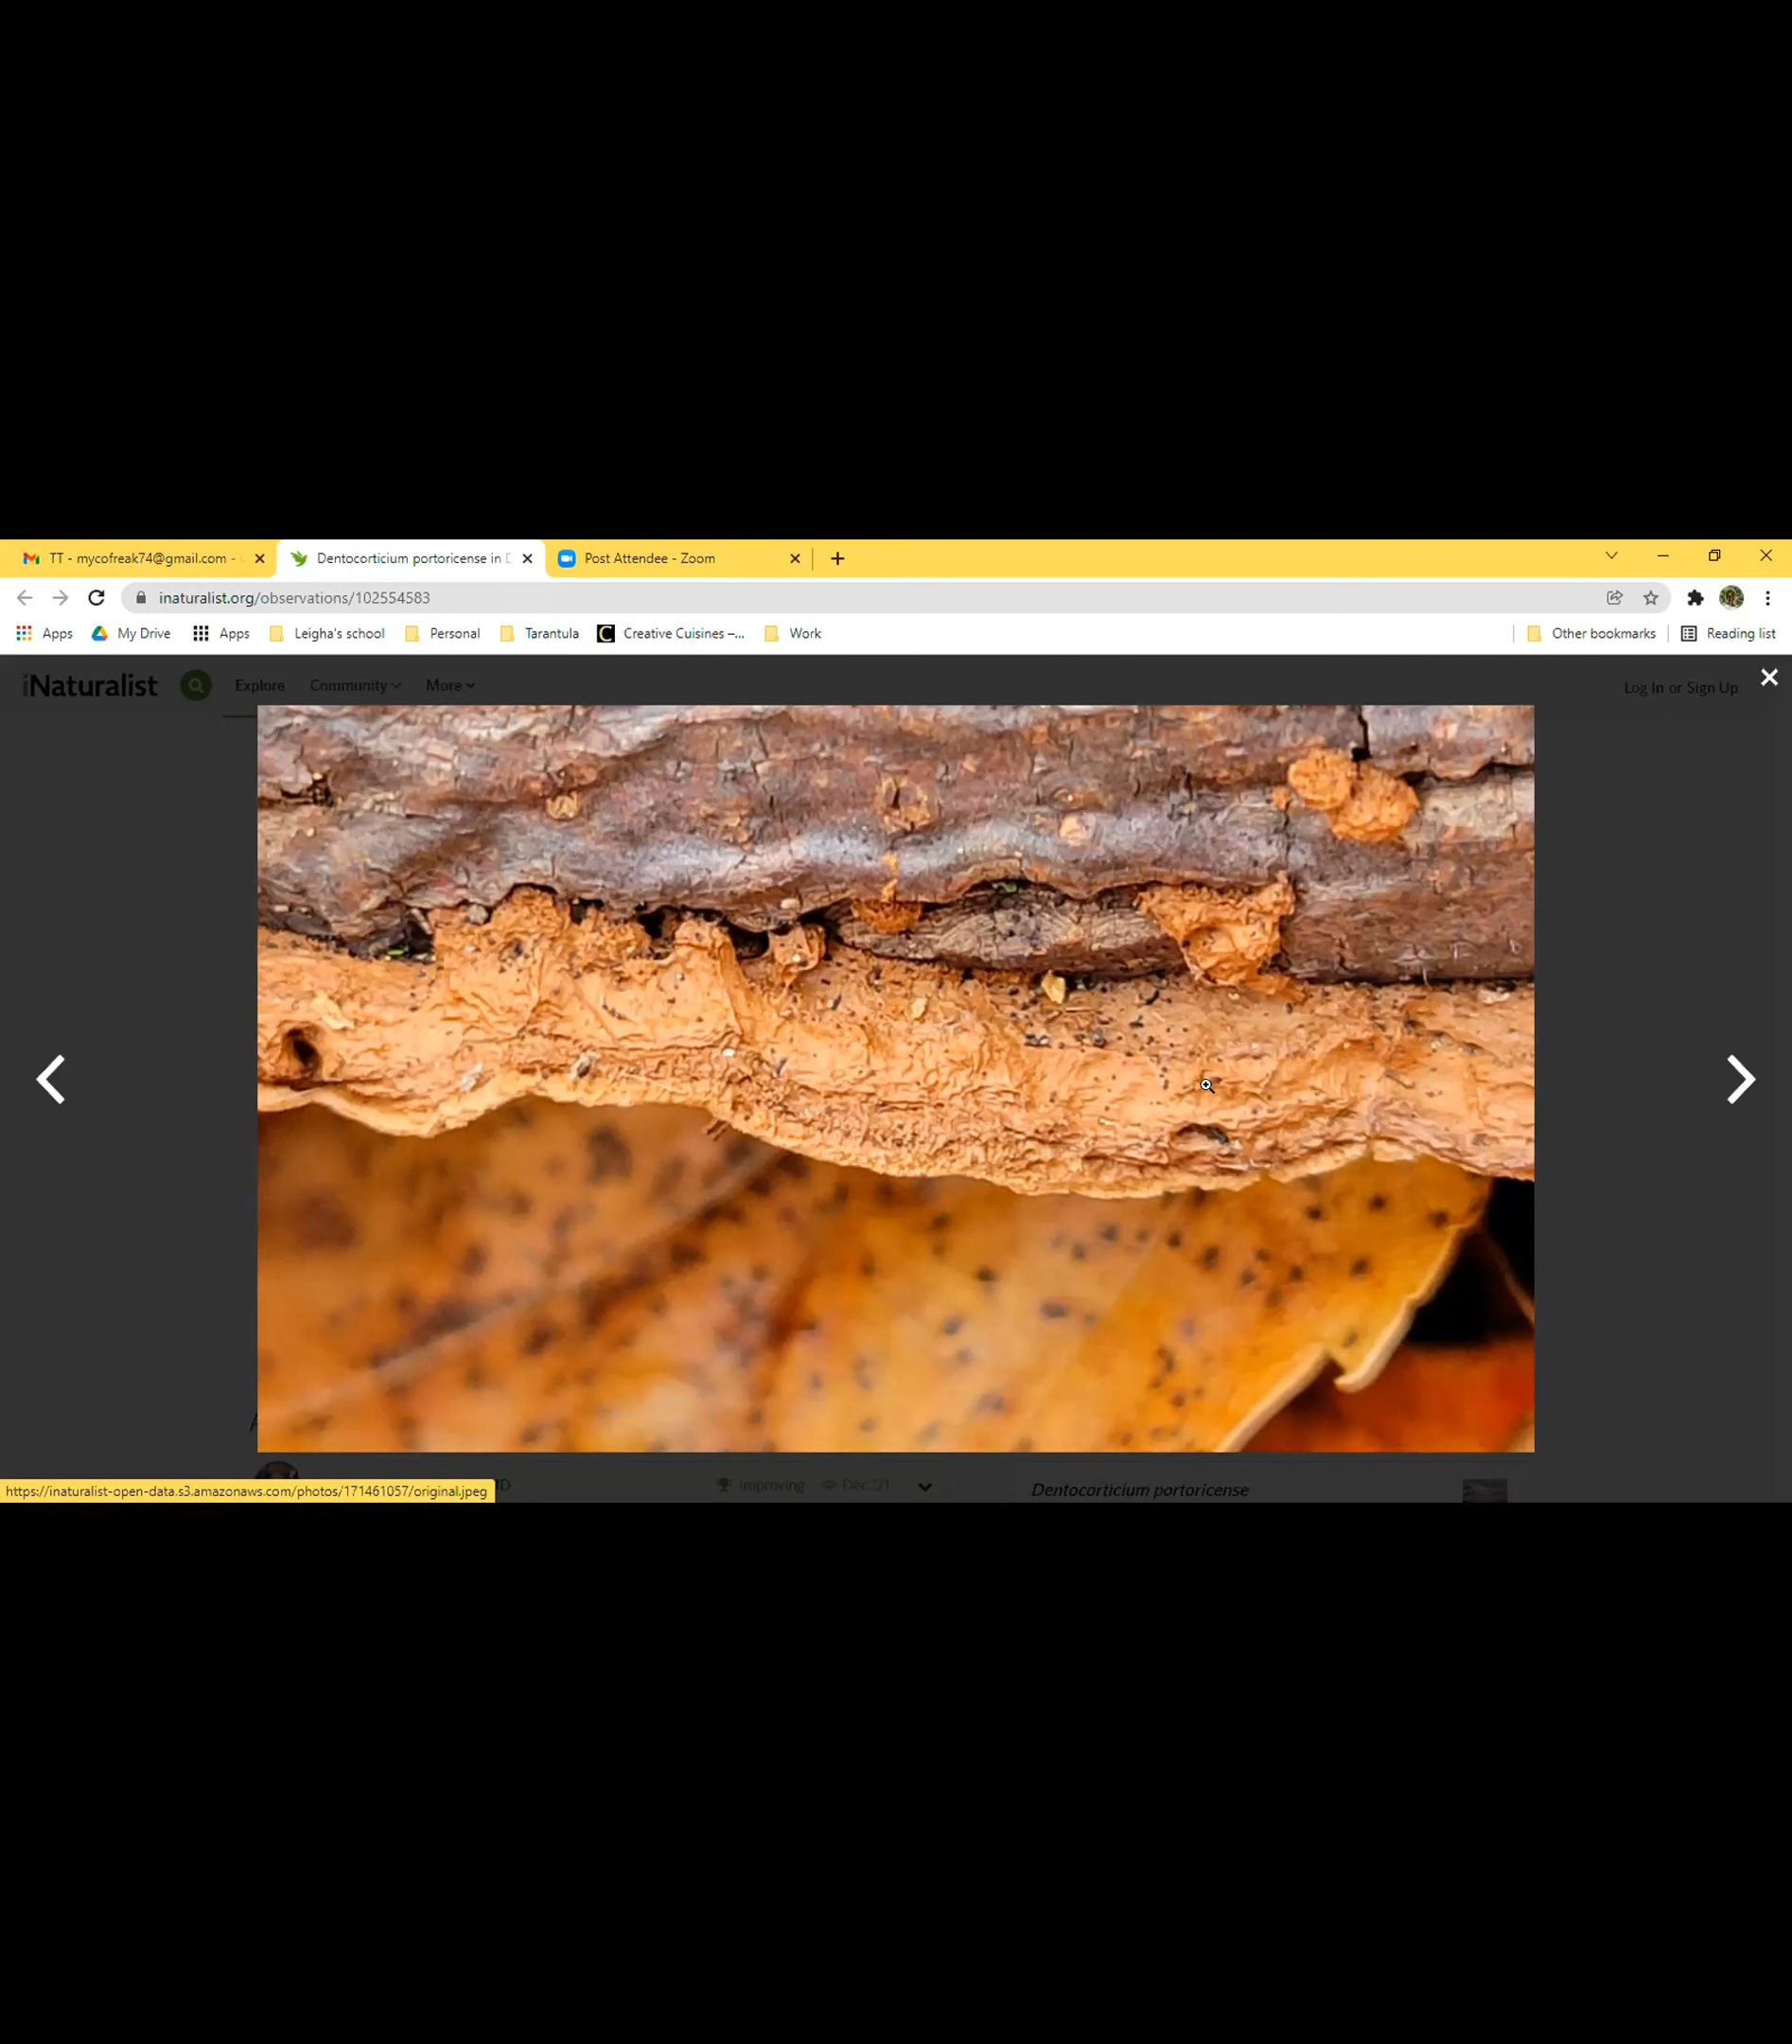 TT - mycofreak74@gmail.com - Dentocorticium portoricense in Post Attendee - Zoom
inaturalist.org/observations/102554583
Apps My Drive Apps Leigha's school Personal Tarantula Creative Cuisines –... Work Other bookmarks Reading list
iNaturalist Explore Community More Log In or Sign Up
Improving Dec '21 Dentocorticium portoricense
https://inaturalist-open-data.s3.amazonaws.com/photos/171461057/original.jpeg